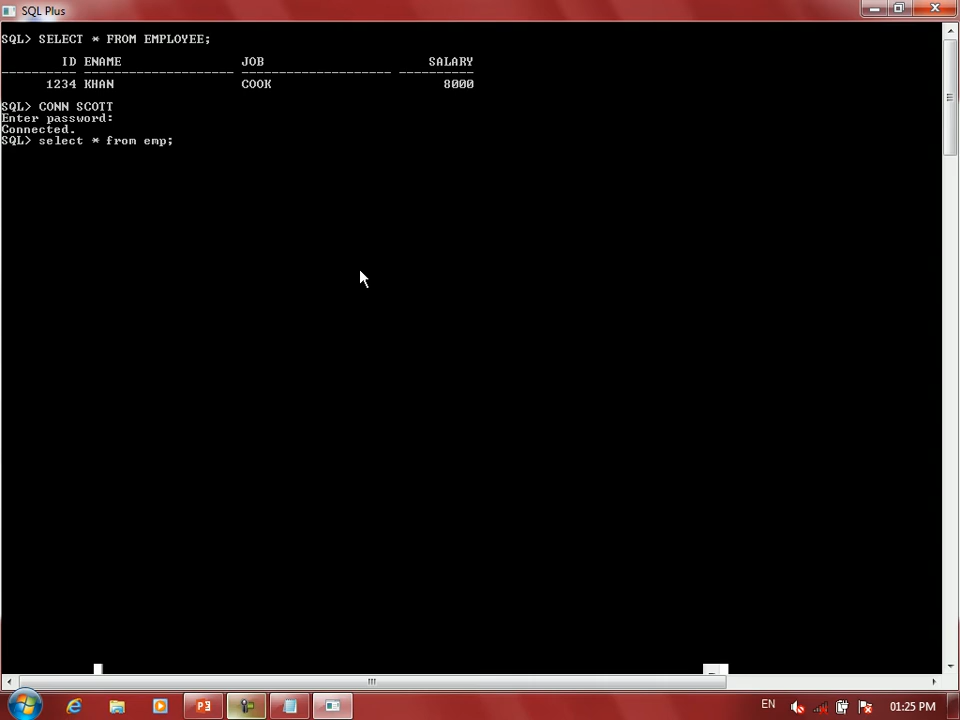 SQL Plus
SQL> SELECT * FROM EMPLOYEE;
ID ENAME JOB SALARY
---------- -------------------- -------------------- ----------
1234 KHAN COOK 8000
SQL> CONN SCOTT
Enter password:
Connected.
SQL> select * from emp;
EN
01:25 PM